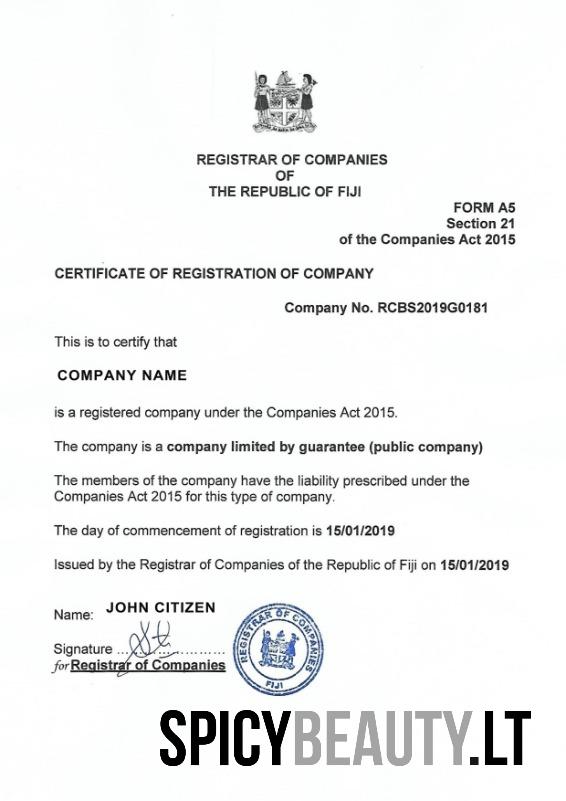 REGISTRAR OF COMPANIES
OF
THE REPUBLIC OF FIJI
FORM A5
Section 21
of the Companies Act 2015
CERTIFICATE OF REGISTRATION OF COMPANY
Company No. RCBS2019G0181
This is to certify that
COMPANY NAME
is a registered company under the Companies Act 2015.
The company is a company limited by guarantee (public company)
The members of the company have the liability prescribed under the
Companies Act 2015 for this type of company.
The day of commencement of registration is 15/01/2019
Issued by the Registrar of Companies of the Republic of Fiji on 15/01/2019
Name: JOHN CITIZEN
Signature ........................
for Registrar of Companies
REGISTRAR OF COMPANIES
FIJI
SPICYBEAUTY.LT